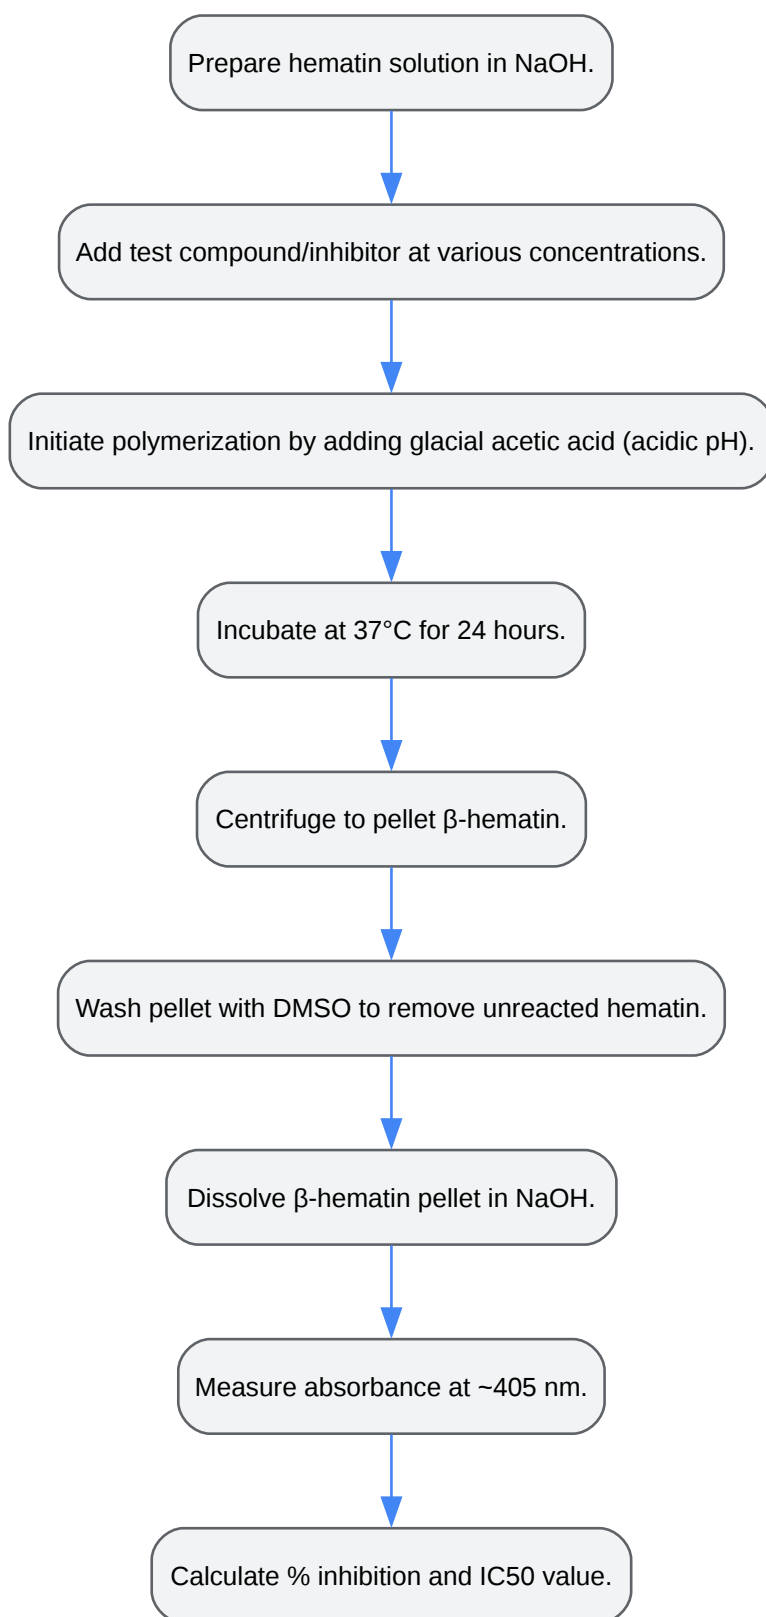 Prepare hematin solution in NaOH.
Add test compound/inhibitor at various concentrations.
Initiate polymerization by adding glacial acetic acid (acidic pH).
Incubate at 37°C for 24 hours.
Centrifuge to pellet β-hematin.
Wash pellet with DMSO to remove unreacted hematin.
Dissolve β-hematin pellet in NaOH.
Measure absorbance at ~405 nm.
Calculate % inhibition and IC50 value.